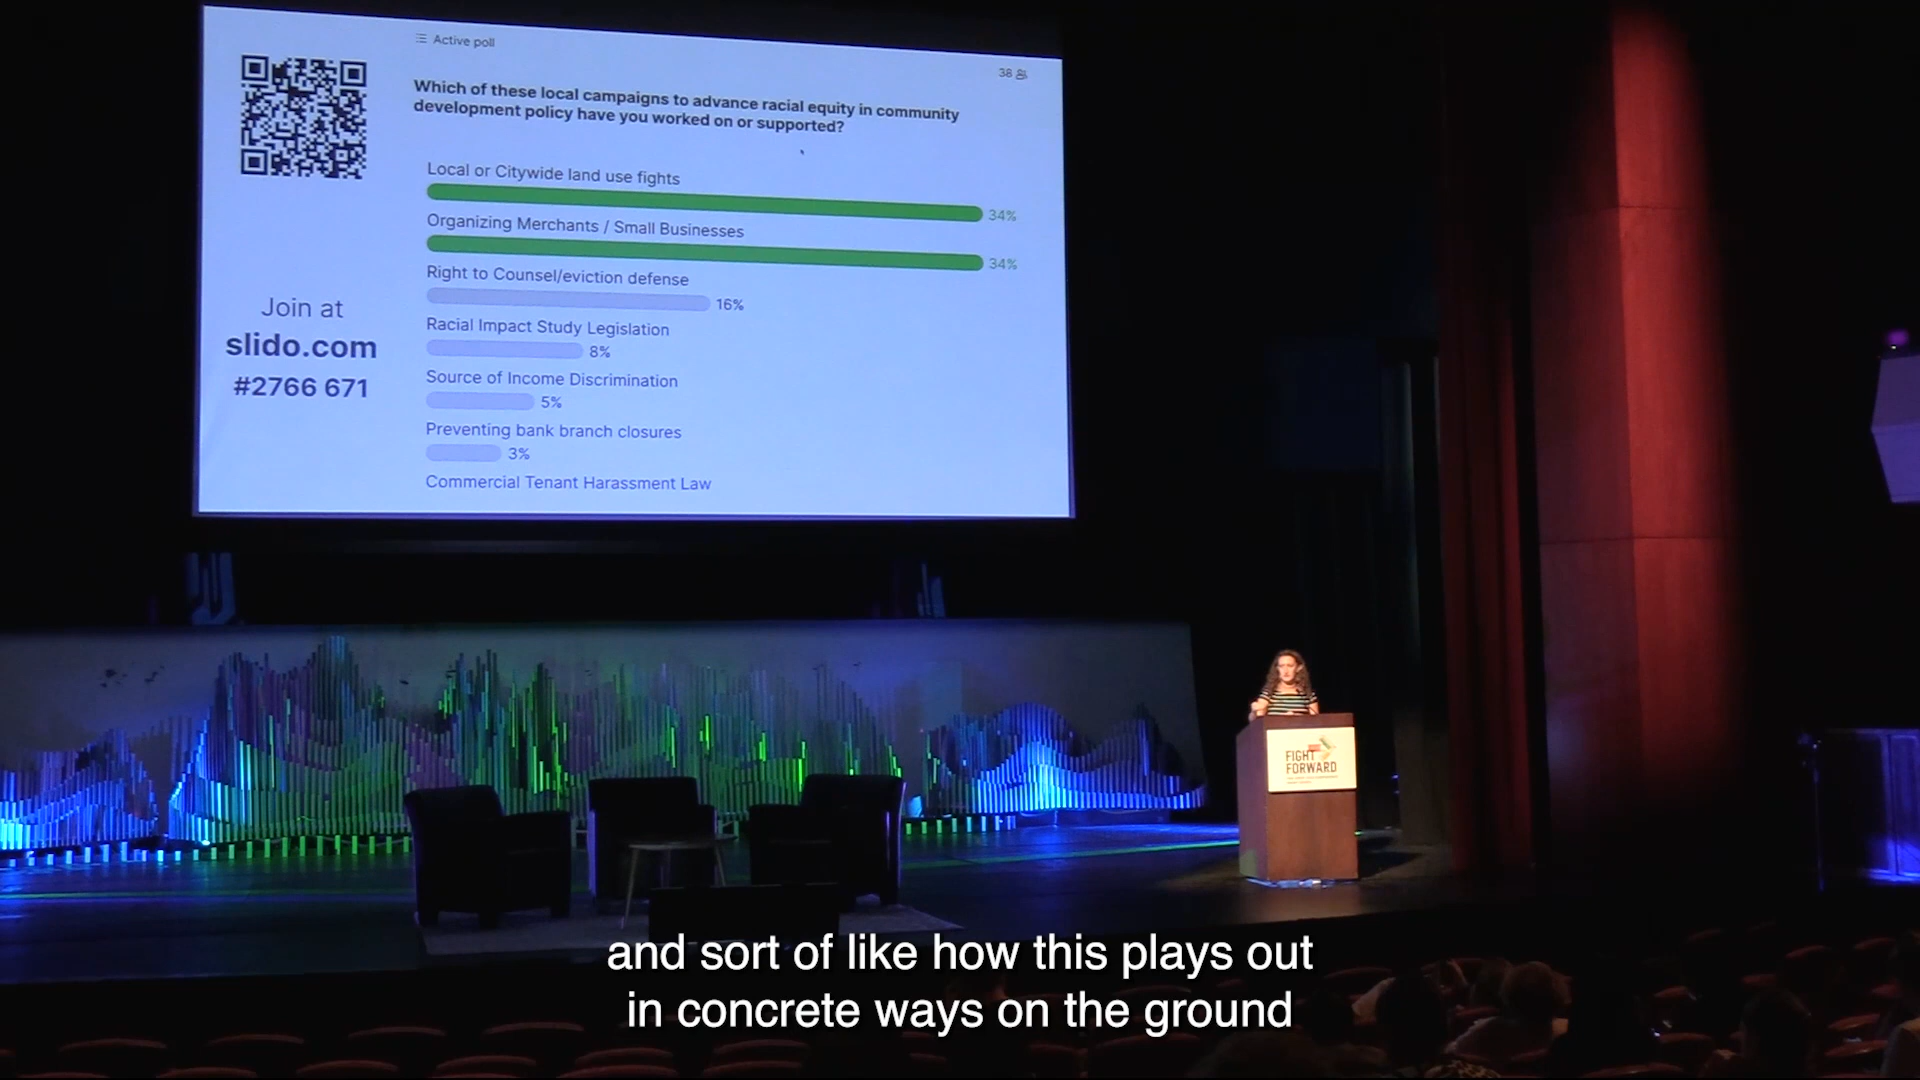 Active poll
38
Which of these local campaigns to advance racial equity in community
development policy have you worked on or supported?
Local or Citywide land use fights
34%
Organizing Merchants / Small Businesses
34%
Right to Counsel/eviction defense
16%
Racial Impact Study Legislation
8%
Source of Income Discrimination
5%
Preventing bank branch closures
3%
Commercial Tenant Harassment Law
Join at
slido.com
#2766 671
FIGHT
FORWARD
and sort of like how this plays out
in concrete ways on the ground